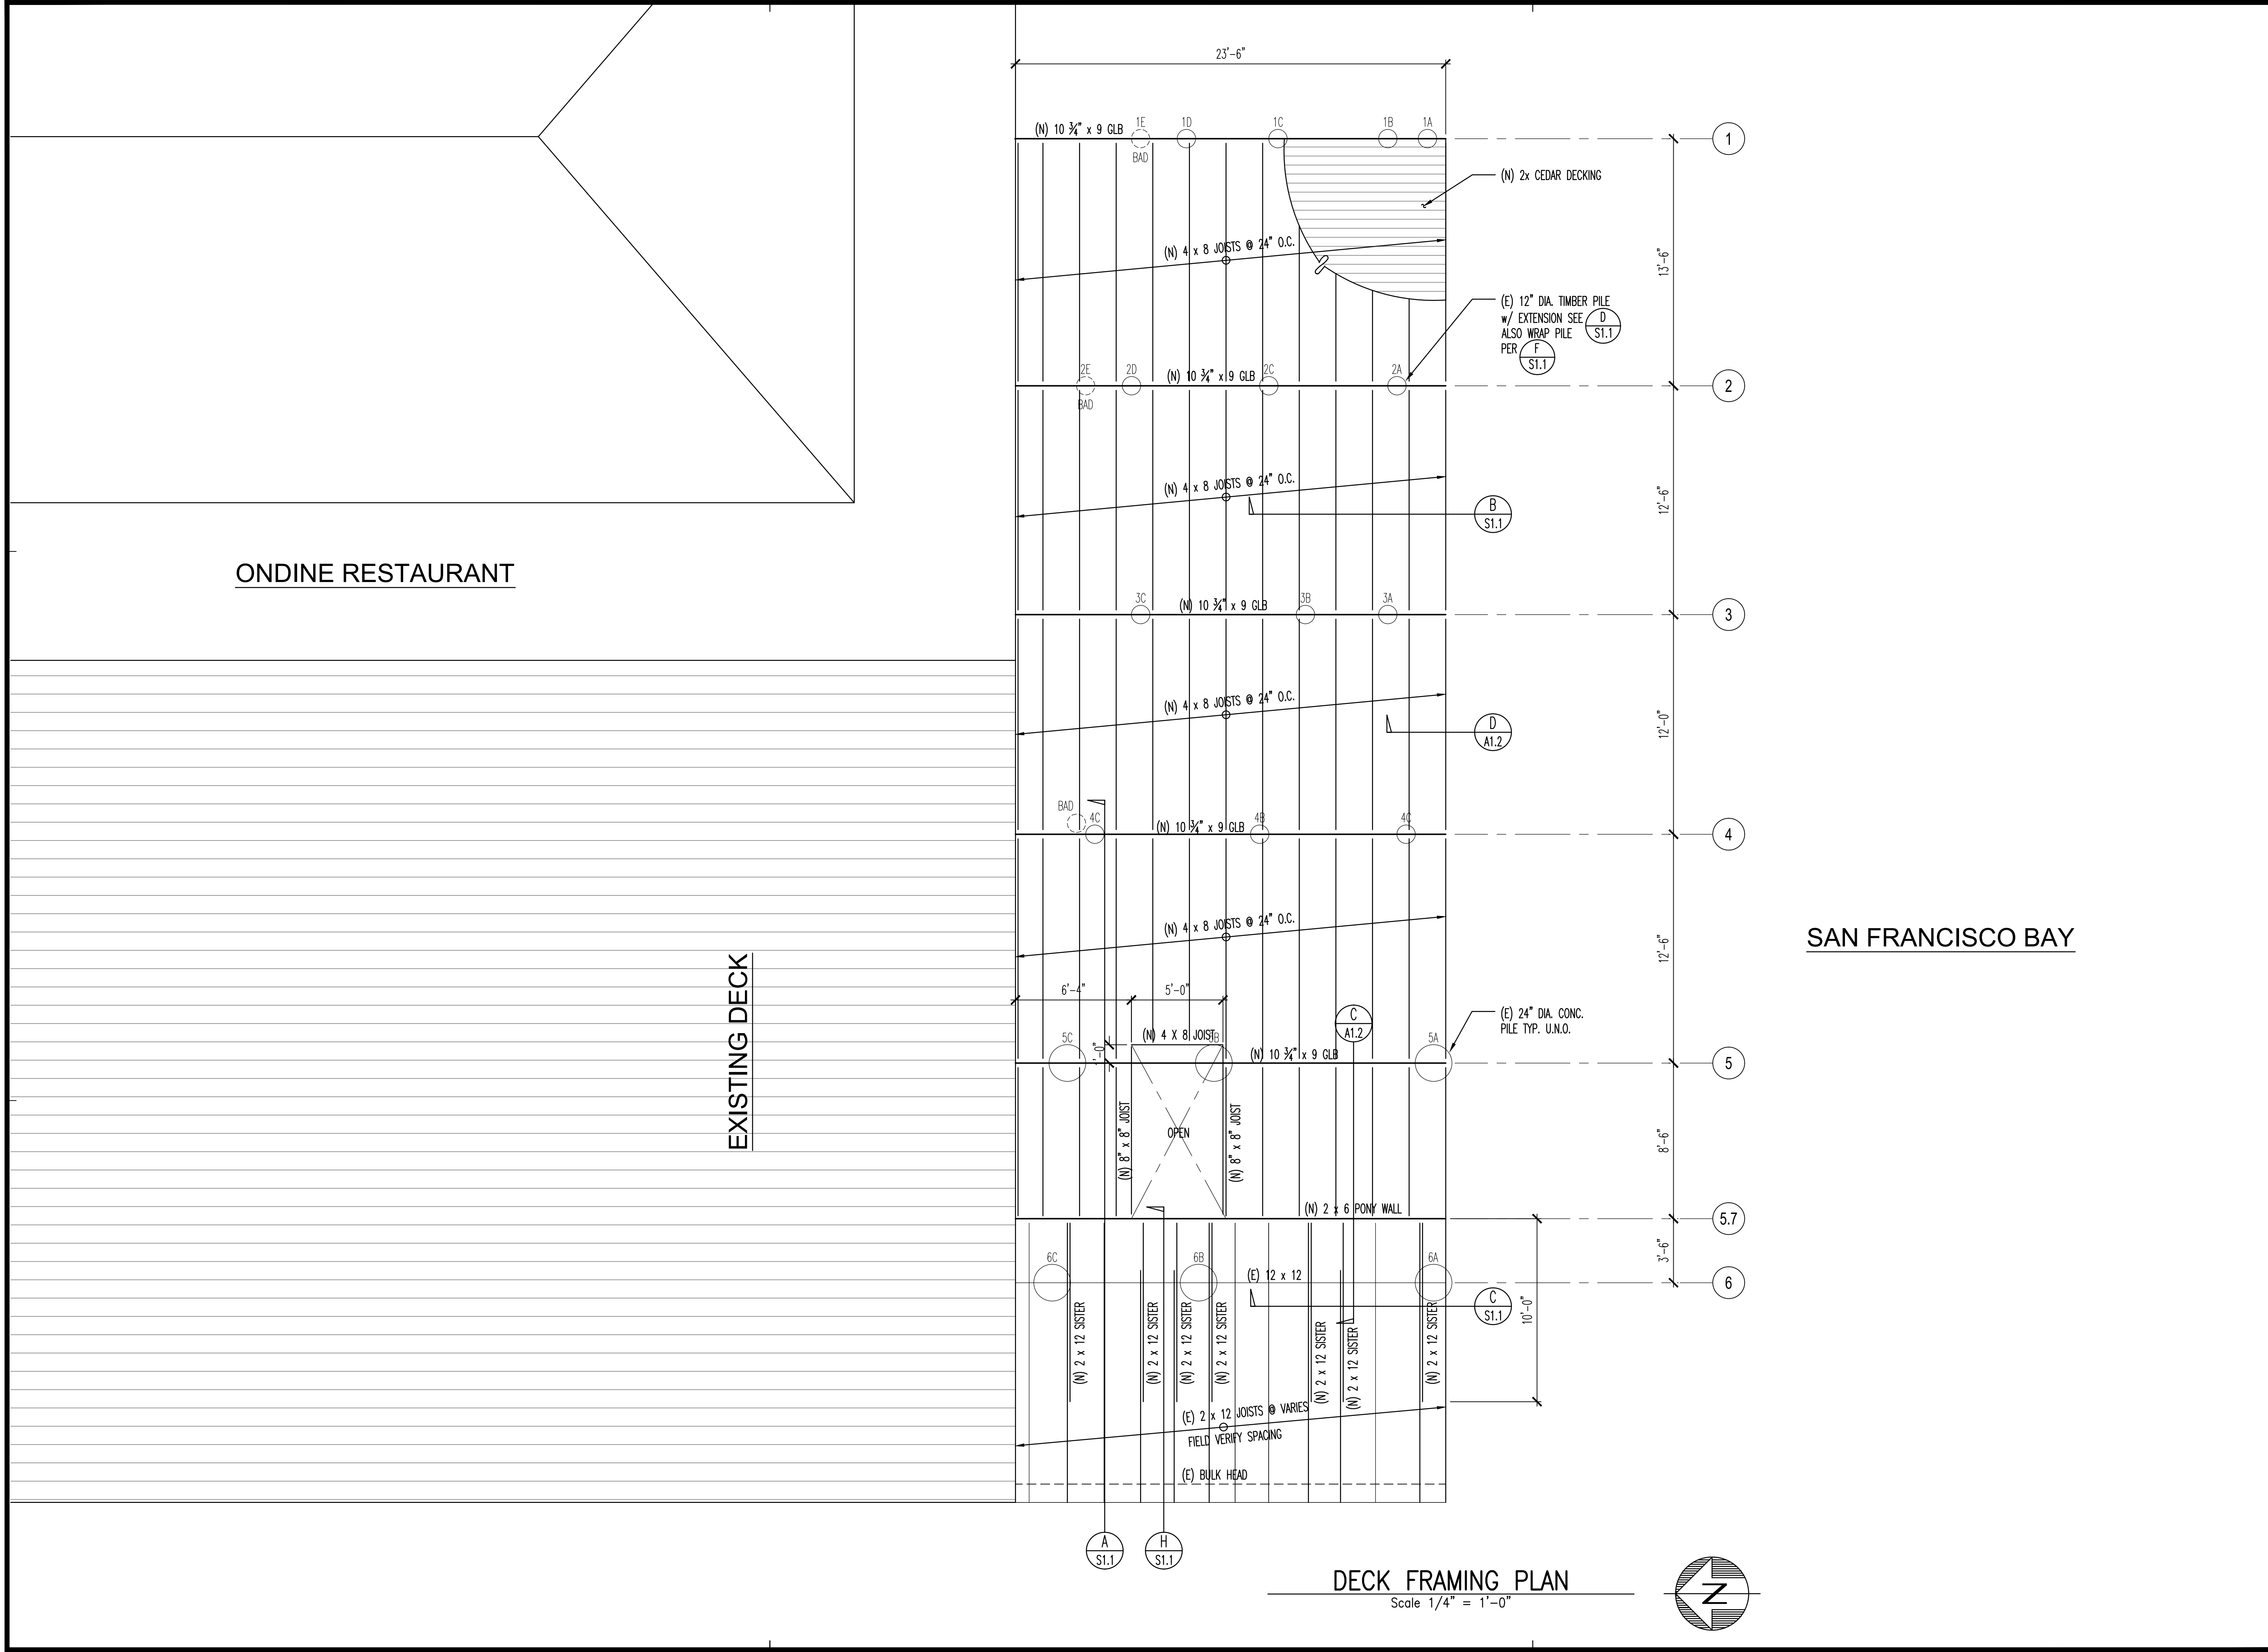 23'-6"
(N) 10 ¾" x 9 GLB
1E
1D
1C
1B
1A
1
BAD
(N) 2x CEDAR DECKING
(N) 4 x 8 JOISTS @ 24" O.C.
13'-6"
(E) 12" DIA. TIMBER PILE
w/ EXTENSION SEE
D
S1.1
ALSO WRAP PILE
PER
F
S1.1
2E
2D
(N) 10 ¾" x 9 GLB
2C
2A
2
BAD
(N) 4 x 8 JOISTS @ 24" O.C.
B
S1.1
12'-6"
ONDINE RESTAURANT
3C
(N) 10 ¾" x 9 GLB
3B
3A
3
(N) 4 x 8 JOISTS @ 24" O.C.
D
A1.2
12'-0"
BAD
4C
(N) 10 ¾" x 9 GLB
4B
4C
4
(N) 4 x 8 JOISTS @ 24" O.C.
12'-6"
SAN FRANCISCO BAY
EXISTING DECK
6'-4"
5'-0"
C
A1.2
(E) 24" DIA. CONC.
PILE TYP. U.N.O.
(N) 4 X 8 JOIST
5C
5A
(N) 10 ¾" x 9 GLB
5
(N) 8" x 8" JOIST
OPEN
(N) 8" x 8" JOIST
8'-6"
(N) 2 x 6 PONY WALL
5.7
3'-6"
6C
6B
6A
(E) 12 x 12
6
C
S1.1
10'-0"
(N) 2 x 12 SISTER
(N) 2 x 12 SISTER
(N) 2 x 12 SISTER
(N) 2 x 12 SISTER
(N) 2 x 12 SISTER
(N) 2 x 12 SISTER
(N) 2 x 12 SISTER
(E) 2 x 12 JOISTS @ VARIES
FIELD VERIFY SPACING
(E) BULK HEAD
A
S1.1
H
S1.1
DECK FRAMING PLAN
Scale 1/4" = 1'-0"
N